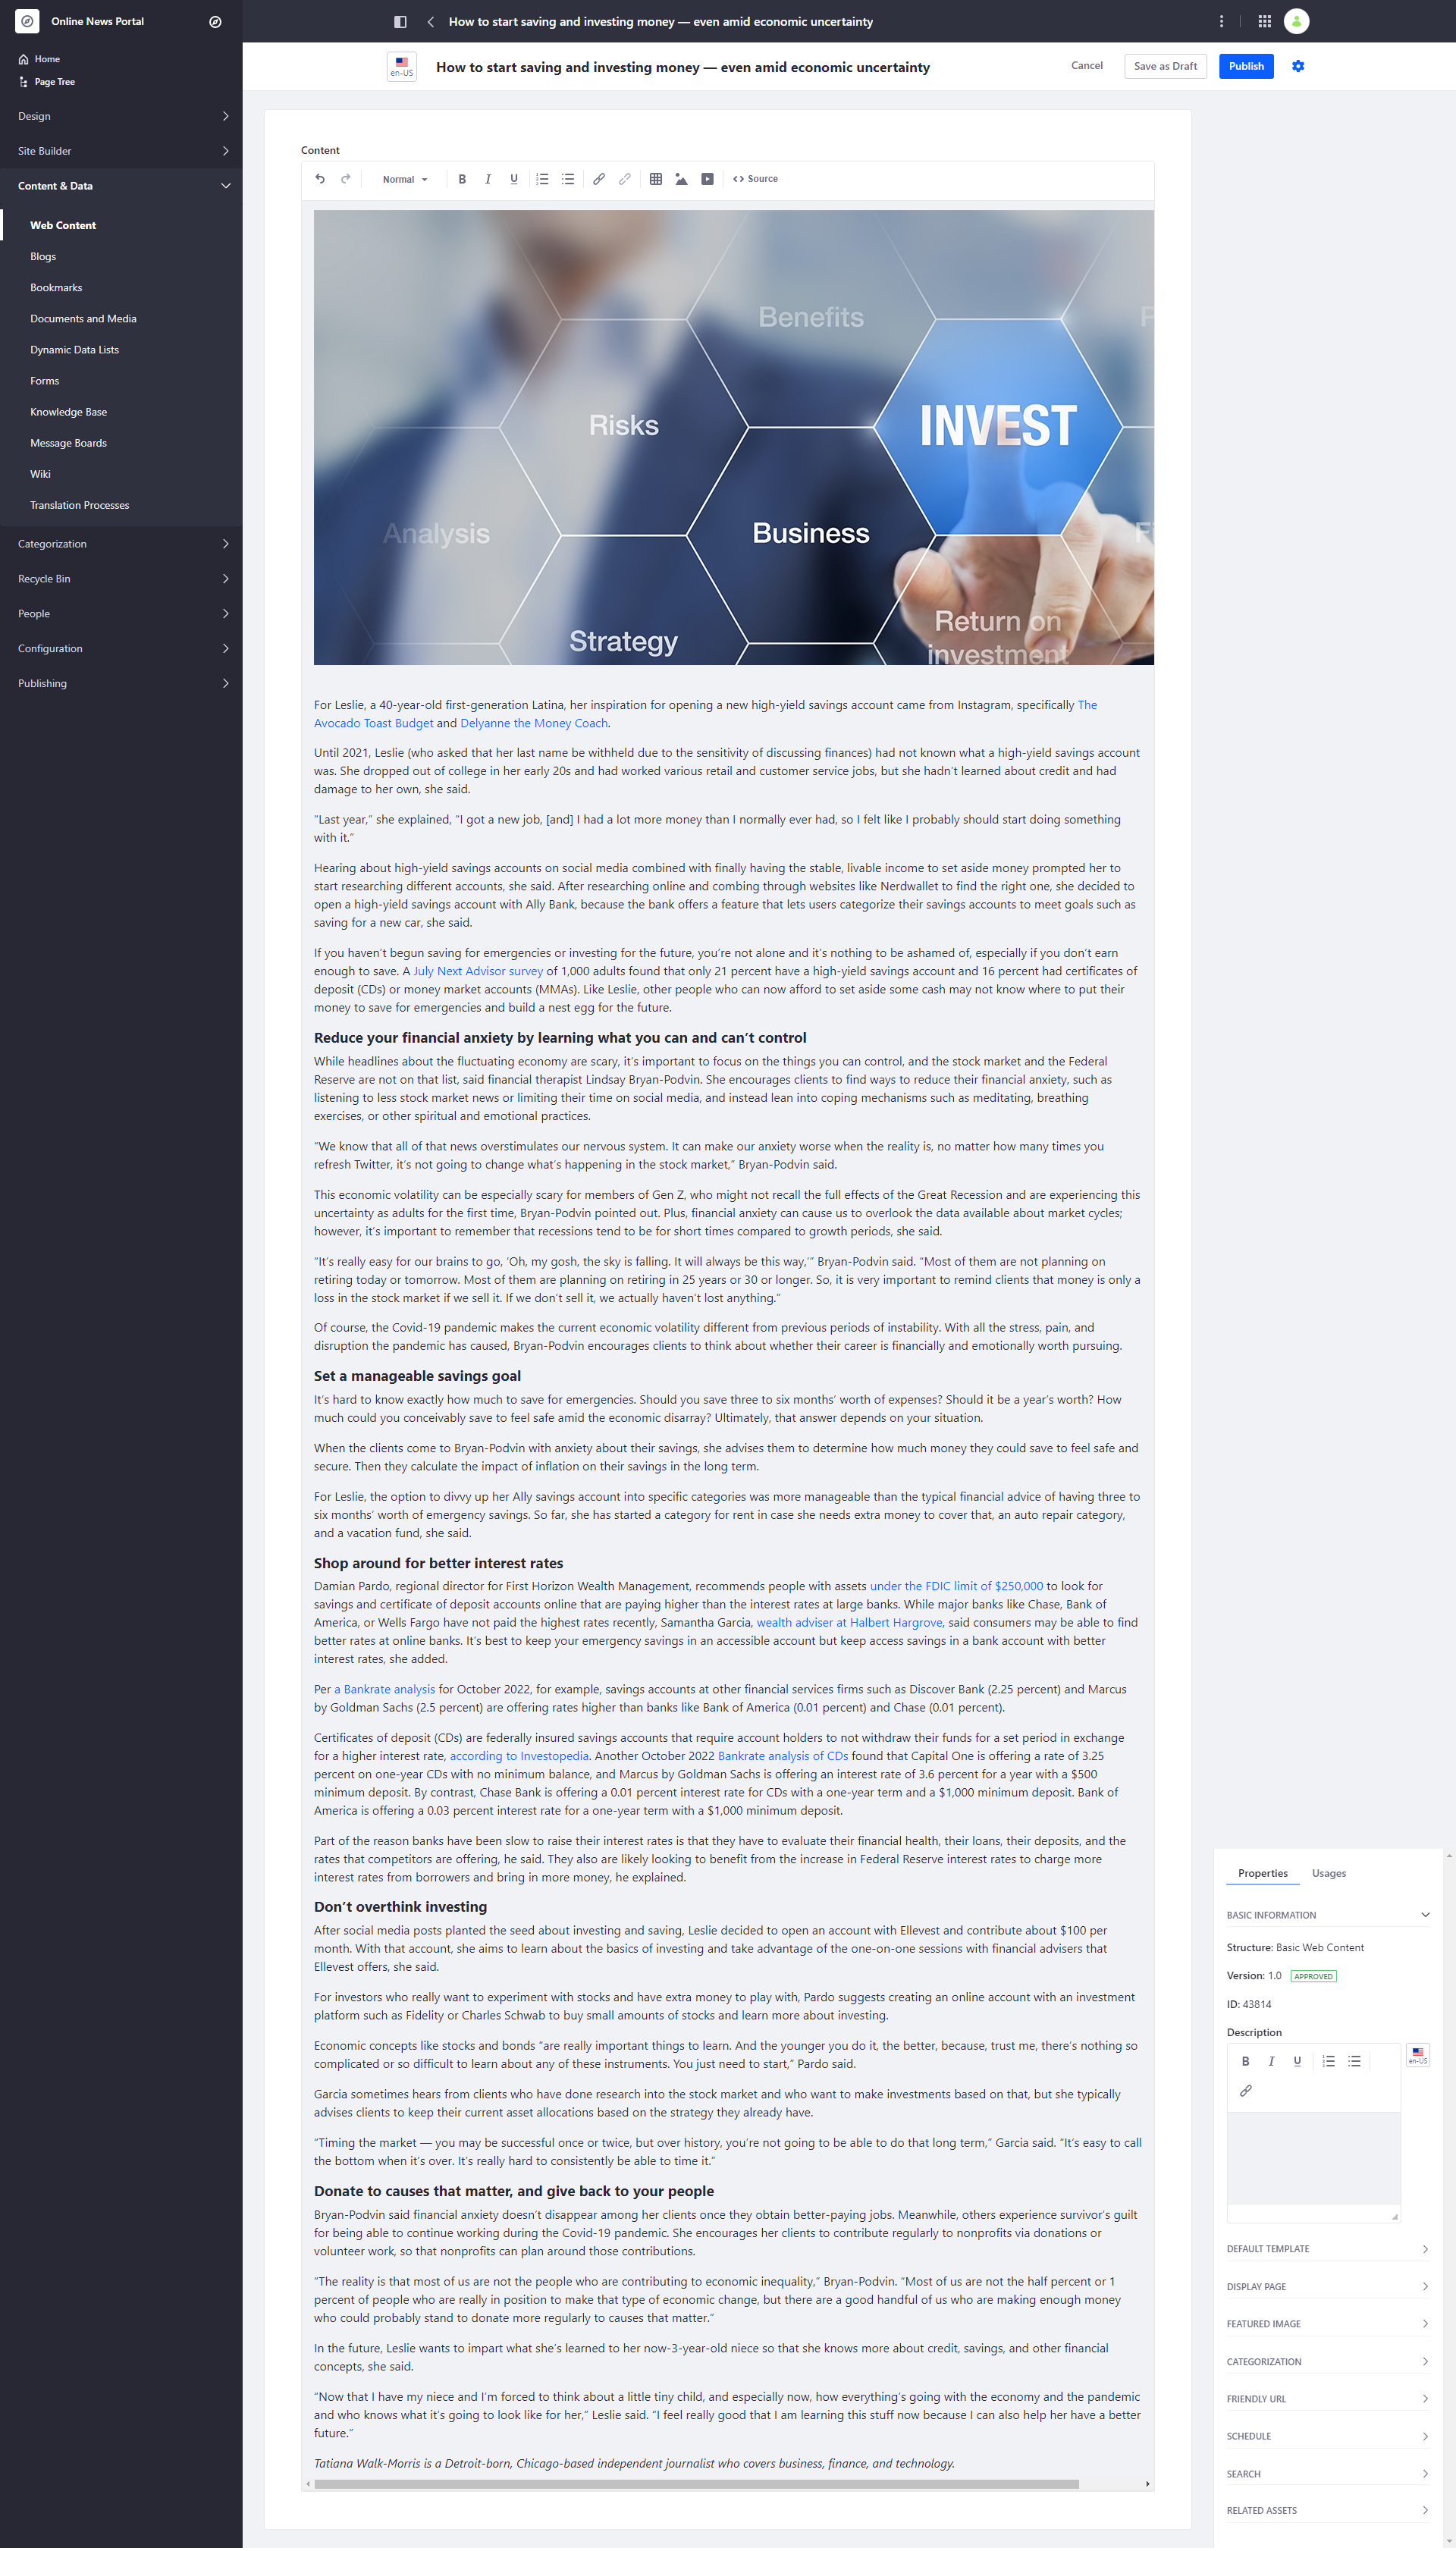 Online News Portal
Home
Page Tree
Design
Site Builder
Content & Data
Web Content
Blogs
Bookmarks
Documents and Media
Dynamic Data Lists
Forms
Knowledge Base
Message Boards
Wiki
Translation Processes
Categorization
Recycle Bin
People
Configuration
Publishing
How to start saving and investing money — even amid economic uncertainty
en-US
How to start saving and investing money — even amid economic uncertainty
Cancel
Save as Draft
Publish
Content
Normal
B I U
Source
Benefits
Risks
INVEST
Analysis
Business
Strategy
Return on
investment
For Leslie, a 40-year-old first-generation Latina, her inspiration for opening a new high-yield savings account came from Instagram, specifically The
Avocado Toast Budget and Delyanne the Money Coach.
Until 2021, Leslie (who asked that her last name be withheld due to the sensitivity of discussing finances) had not known what a high-yield savings account
was. She dropped out of college in her early 20s and had worked various retail and customer service jobs, but she hadn’t learned about credit and had
damage to her own, she said.
“Last year,” she explained, “I got a new job, [and] I had a lot more money than I normally ever had, so I felt like I probably should start doing something
with it.”
Hearing about high-yield savings accounts on social media combined with finally having the stable, livable income to set aside money prompted her to
start researching different accounts, she said. After researching online and combing through websites like Nerdwallet to find the right one, she decided to
open a high-yield savings account with Ally Bank, because the bank offers a feature that lets users categorize their savings accounts to meet goals such as
saving for a new car, she said.
If you haven’t begun saving for emergencies or investing for the future, you’re not alone and it’s nothing to be ashamed of, especially if you don’t earn
enough to save. A July Next Advisor survey of 1,000 adults found that only 21 percent have a high-yield savings account and 16 percent had certificates of
deposit (CDs) or money market accounts (MMAs). Like Leslie, other people who can now afford to set aside some cash may not know where to put their
money to save for emergencies and build a nest egg for the future.
Reduce your financial anxiety by learning what you can and can’t control
While headlines about the fluctuating economy are scary, it’s important to focus on the things you can control, and the stock market and the Federal
Reserve are not on that list, said financial therapist Lindsay Bryan-Podvin. She encourages clients to find ways to reduce their financial anxiety, such as
listening to less stock market news or limiting their time on social media, and instead lean into coping mechanisms such as meditating, breathing
exercises, or other spiritual and emotional practices.
“We know that all of that news overstimulates our nervous system. It can make our anxiety worse when the reality is, no matter how many times you
refresh Twitter, it’s not going to change what’s happening in the stock market,” Bryan-Podvin said.
This economic volatility can be especially scary for members of Gen Z, who might not recall the full effects of the Great Recession and are experiencing this
uncertainty as adults for the first time, Bryan-Podvin pointed out. Plus, financial anxiety can cause us to overlook the data available about market cycles;
however, it’s important to remember that recessions tend to be for short times compared to growth periods, she said.
“It’s really easy for our brains to go, ‘Oh, my gosh, the sky is falling. It will always be this way,’” Bryan-Podvin said. “Most of them are not planning on
retiring today or tomorrow. Most of them are planning on retiring in 25 years or 30 or longer. So, it is very important to remind clients that money is only a
loss in the stock market if we sell it. If we don’t sell it, we actually haven’t lost anything.”
Of course, the Covid-19 pandemic makes the current economic volatility different from previous periods of instability. With all the stress, pain, and
disruption the pandemic has caused, Bryan-Podvin encourages clients to think about whether their career is financially and emotionally worth pursuing.
Set a manageable savings goal
It’s hard to know exactly how much to save for emergencies. Should you save three to six months’ worth of expenses? Should it be a year’s worth? How
much could you conceivably save to feel safe amid the economic disarray? Ultimately, that answer depends on your situation.
When the clients come to Bryan-Podvin with anxiety about their savings, she advises them to determine how much money they could save to feel safe and
secure. Then they calculate the impact of inflation on their savings in the long term.
For Leslie, the option to divvy up her Ally savings account into specific categories was more manageable than the typical financial advice of having three to
six months’ worth of emergency savings. So far, she has started a category for rent in case she needs extra money to cover that, an auto repair category,
and a vacation fund, she said.
Shop around for better interest rates
Damian Pardo, regional director for First Horizon Wealth Management, recommends people with assets under the FDIC limit of $250,000 to look for
savings and certificate of deposit accounts online that are paying higher than the interest rates at large banks. While major banks like Chase, Bank of
America, or Wells Fargo have not paid the highest rates recently, Samantha Garcia, wealth adviser at Halbert Hargrove, said consumers may be able to find
better rates at online banks. It’s best to keep your emergency savings in an accessible account but keep access savings in a bank account with better
interest rates, she added.
Per a Bankrate analysis for October 2022, for example, savings accounts at other financial services firms such as Discover Bank (2.25 percent) and Marcus
by Goldman Sachs (2.5 percent) are offering rates higher than banks like Bank of America (0.01 percent) and Chase (0.01 percent).
Certificates of deposit (CDs) are federally insured savings accounts that require account holders to not withdraw their funds for a set period in exchange
for a higher interest rate, according to Investopedia. Another October 2022 Bankrate analysis of CDs found that Capital One is offering a rate of 3.25
percent on one-year CDs with no minimum balance, and Marcus by Goldman Sachs is offering an interest rate of 3.6 percent for a year with a $500
minimum deposit. By contrast, Chase Bank is offering a 0.01 percent interest rate for CDs with a one-year term and a $1,000 minimum deposit. Bank of
America is offering a 0.03 percent interest rate for a one-year term with a $1,000 minimum deposit.
Part of the reason banks have been slow to raise their interest rates is that they have to evaluate their financial health, their loans, their deposits, and the
rates that competitors are offering, he said. They also are likely looking to benefit from the increase in Federal Reserve interest rates to charge more
interest rates from borrowers and bring in more money, he explained.
Don’t overthink investing
After social media posts planted the seed about investing and saving, Leslie decided to open an account with Ellevest and contribute about $100 per
month. With that account, she aims to learn about the basics of investing and take advantage of the one-on-one sessions with financial advisers that
Ellevest offers, she said.
For investors who really want to experiment with stocks and have extra money to play with, Pardo suggests creating an online account with an investment
platform such as Fidelity or Charles Schwab to buy small amounts of stocks and learn more about investing.
Economic concepts like stocks and bonds “are really important things to learn. And the younger you do it, the better, because, trust me, there’s nothing so
complicated or so difficult to learn about any of these instruments. You just need to start,” Pardo said.
Garcia sometimes hears from clients who have done research into the stock market and who want to make investments based on that, but she typically
advises clients to keep their current asset allocations based on the strategy they already have.
“Timing the market — you may be successful once or twice, but over history, you’re not going to be able to do that long term,” Garcia said. “It’s easy to call
the bottom when it’s over. It’s really hard to consistently be able to time it.”
Donate to causes that matter, and give back to your people
Bryan-Podvin said financial anxiety doesn’t disappear among her clients once they obtain better-paying jobs. Meanwhile, others experience survivor’s guilt
for being able to continue working during the Covid-19 pandemic. She encourages her clients to contribute regularly to nonprofits via donations or
volunteer work, so that nonprofits can plan around those contributions.
“The reality is that most of us are not the people who are contributing to economic inequality,” Bryan-Podvin. “Most of us are not the half percent or 1
percent of people who are really in position to make that type of economic change, but there are a good handful of us who are making enough money
who could probably stand to donate more regularly to causes that matter.”
In the future, Leslie wants to impart what she’s learned to her now-3-year-old niece so that she knows more about credit, savings, and other financial
concepts, she said.
“Now that I have my niece and I’m forced to think about a little tiny child, and especially now, how everything’s going with the economy and the pandemic
and who knows what it’s going to look like for her,” Leslie said. “I feel really good that I am learning this stuff now because I can also help her have a better
future.”
Tatiana Walk-Morris is a Detroit-born, Chicago-based independent journalist who covers business, finance, and technology.
Properties
Usages
BASIC INFORMATION
Structure: Basic Web Content
Version: 1.0 APPROVED
ID: 43814
Description
B I U
en-US
DEFAULT TEMPLATE
DISPLAY PAGE
FEATURED IMAGE
CATEGORIZATION
FRIENDLY URL
SCHEDULE
SEARCH
RELATED ASSETS